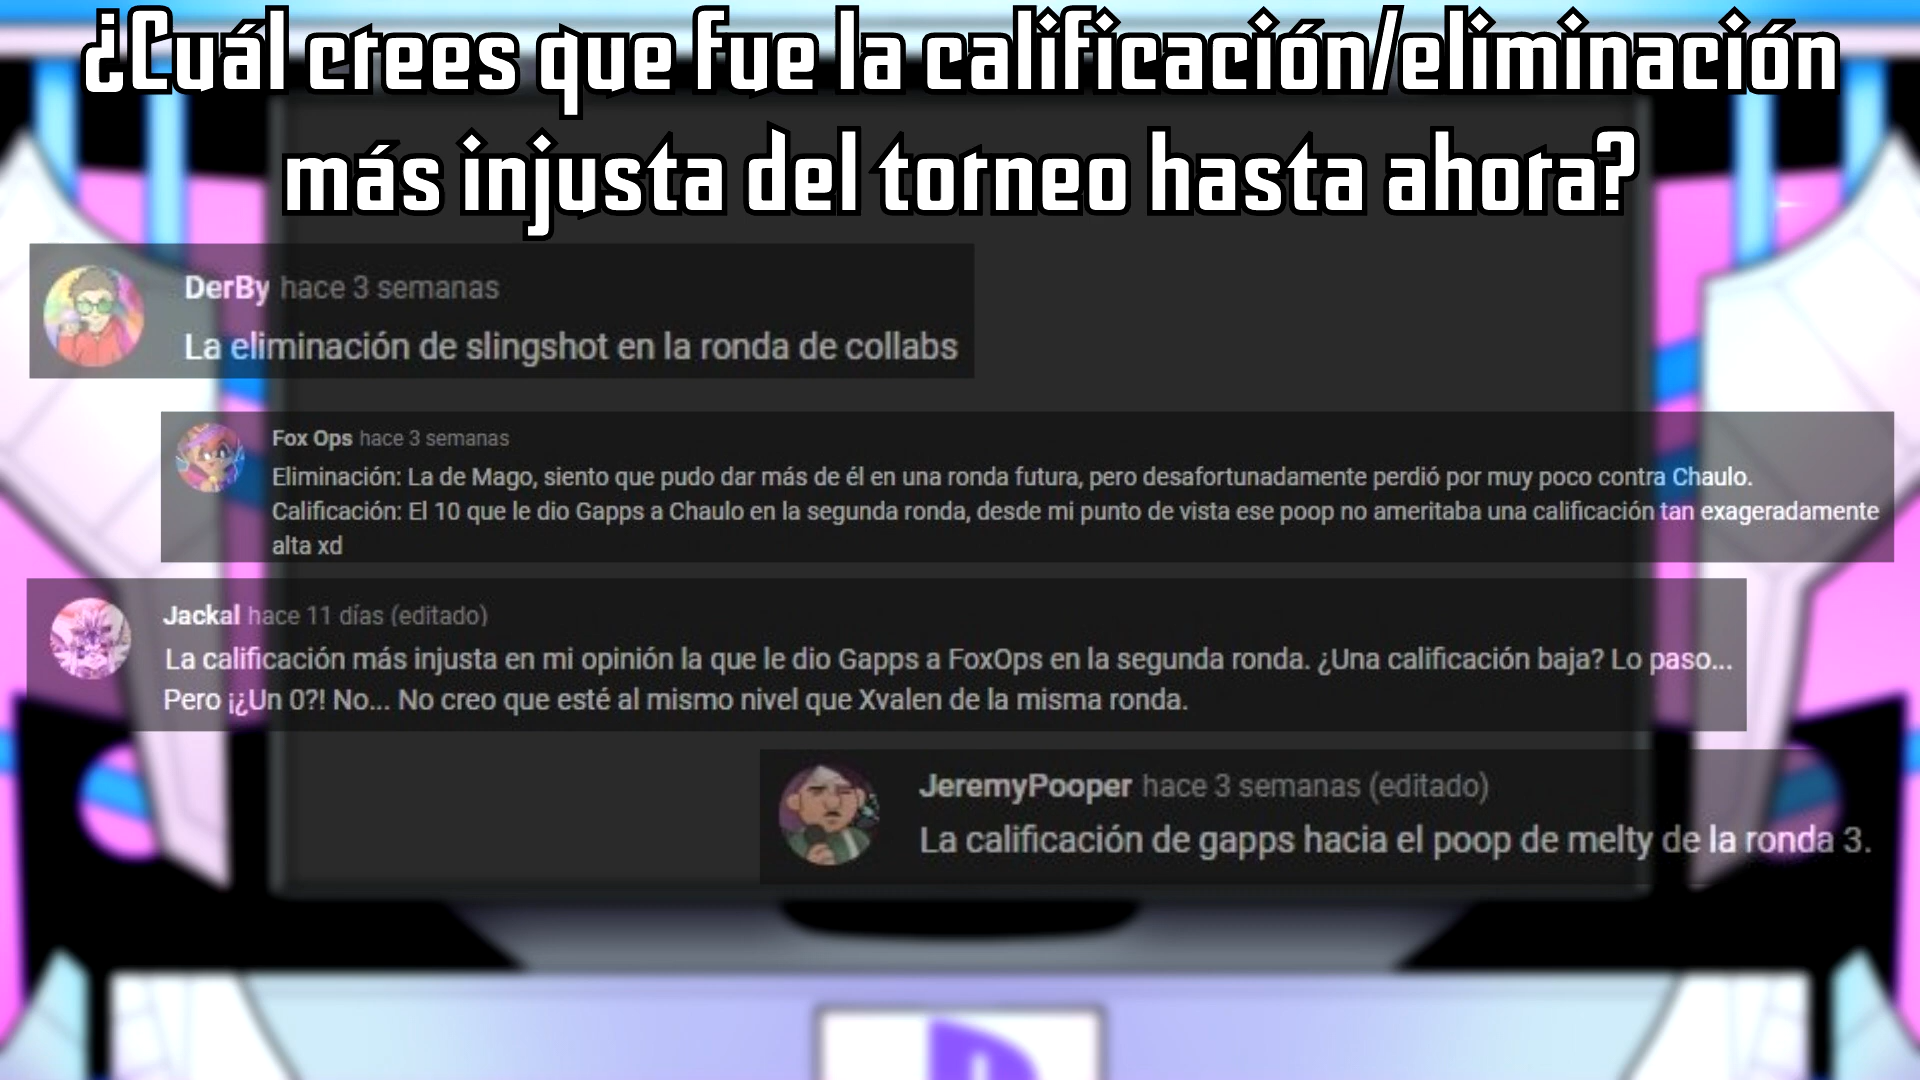 ¿Cuál crees que fue la calificación/eliminación
más injusta del torneo hasta ahora?
DerBy hace 3 semanas
La eliminación de slingshot en la ronda de collabs
Fox Ops hace 3 semanas
Eliminación: La de Mago, siento que pudo dar más de él en una ronda futura, pero desafortunadamente perdió por muy poco contra Chaulo.
Calificación: El 10 que le dio Gapps a Chaulo en la segunda ronda, desde mi punto de vista ese poop no ameritaba una calificación tan exageradamente
alta xd
Jackal hace 11 días (editado)
La calificación más injusta en mi opinión la que le dio Gapps a FoxOps en la segunda ronda. ¿Una calificación baja? Lo paso...
Pero ¡¿Un 0?! No... No creo que esté al mismo nivel que Xvalen de la misma ronda.
JeremyPooper hace 3 semanas (editado)
La calificación de gapps hacia el poop de melty de la ronda 3.